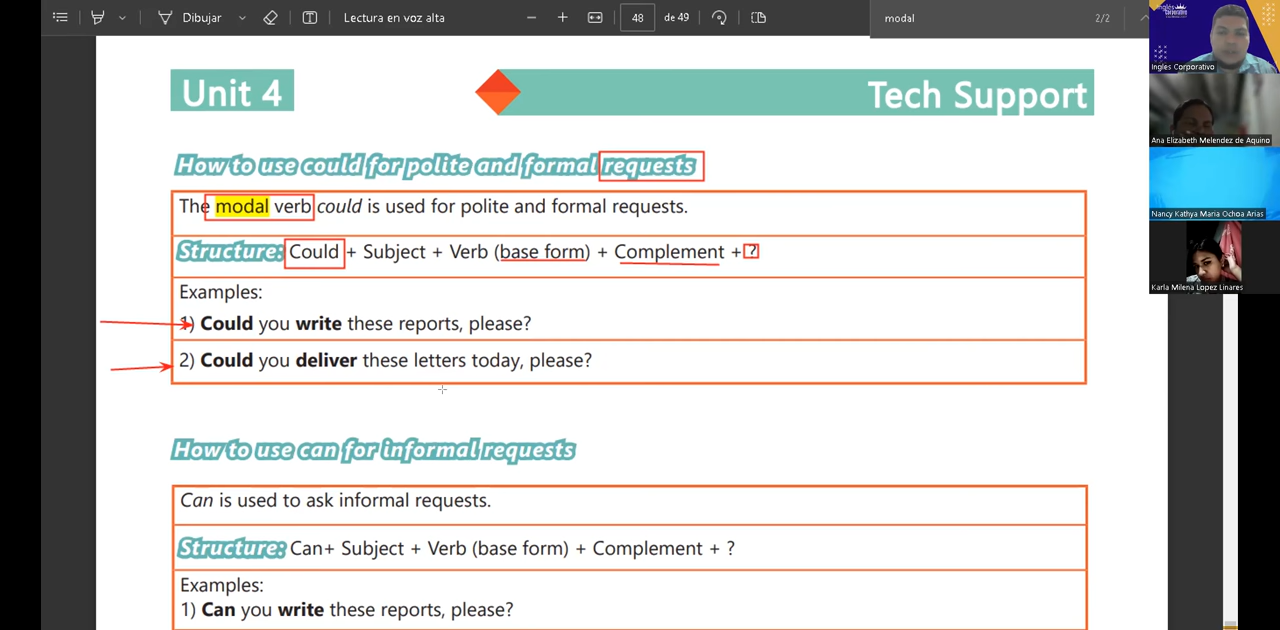 Dibujar
Lectura en voz alta
48
de 49
modal
2/2
Inglés Corporativo
Ana Elizabeth Melendez de Aquino
Nancy Kathya Maria Ochoa Arias
Karla Milena Lopez Linares
Unit 4
Tech Support
How to use could for polite and formal requests
The modal verb could is used for polite and formal requests.
Structure: Could + Subject + Verb (base form) + Complement + ?
Examples:
1) Could you write these reports, please?
2) Could you deliver these letters today, please?
How to use can for informal requests
Can is used to ask informal requests.
Structure: Can+ Subject + Verb (base form) + Complement + ?
Examples:
1) Can you write these reports, please?